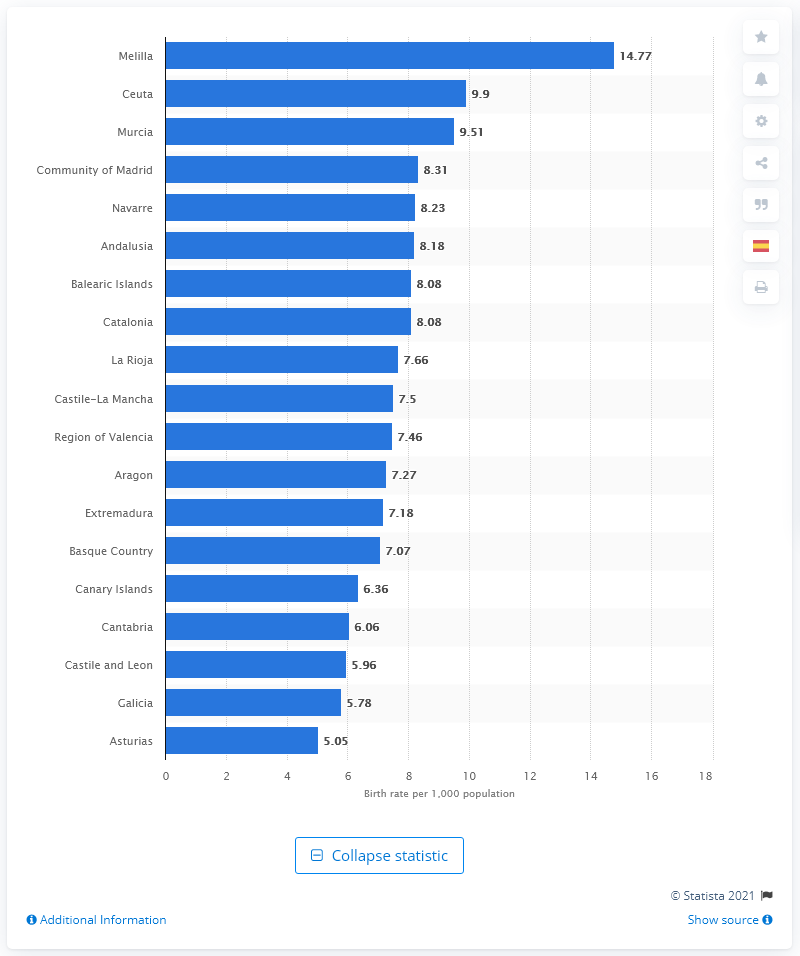 Melilla 14.77
Ceuta 9.9
Murcia 9.51
Community of Madrid 8.31
Navarre 8.23
Andalusia 8.18
Balearic Islands 8.08
Catalonia 8.08
La Rioja 7.66
Castile-La Mancha 7.5
Region of Valencia 7.46
Aragon 7.27
Extremadura 7.18
Basque Country 7.07
Canary Islands 6.36
Cantabria 6.06
Castile and Leon 5.96
Galicia 5.78
Asturias 5.05
0 2 4 6 8 10 12 14 16 18
Birth rate per 1,000 population
Collapse statistic
© Statista 2021
Additional Information
Show source